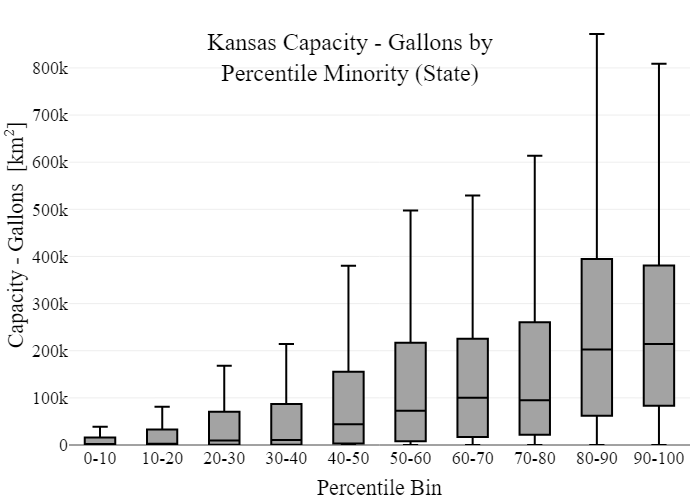 Kansas Capacity - Gallons by
Percentile Minority (State)
Capacity - Gallons [km²]
800k
700k
600k
500k
400k
300k
200k
100k
0
0-10 10-20 20-30 30-40 40-50 50-60 60-70 70-80 80-90 90-100
Percentile Bin